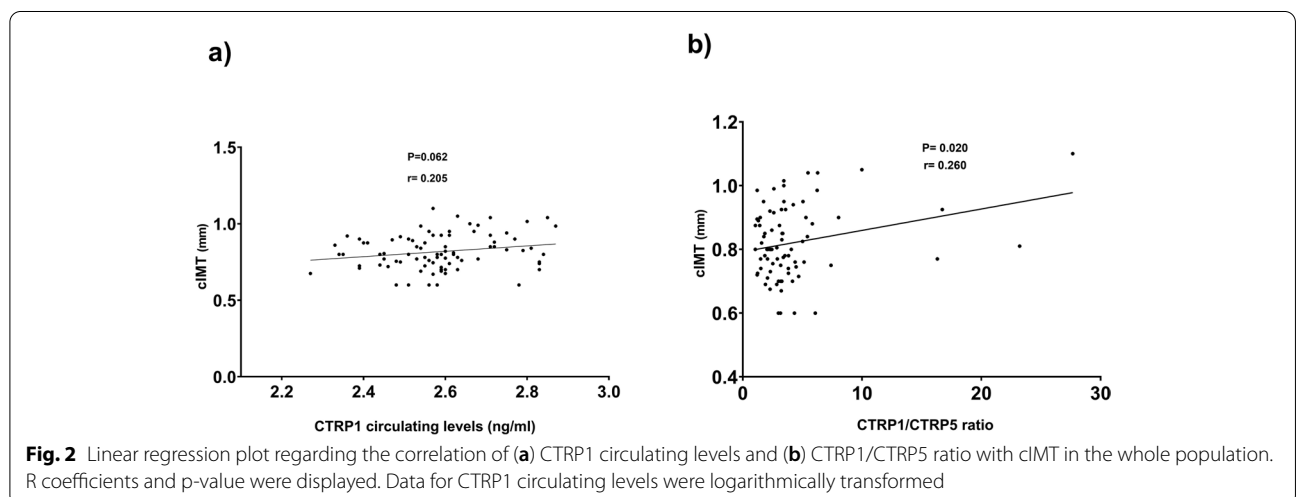 a)
P=0.062
r= 0.205
1.5
1.0
0.5
0.0
cIMT (mm)
2.2 2.4 2.6 2.8 3.0
CTRP1 circulating levels (ng/ml)
b)
P= 0.020
r= 0.260
1.2
1.0
0.8
0.6
0.4
cIMT (mm)
0 10 20 30
CTRP1/CTRP5 ratio
Fig. 2 Linear regression plot regarding the correlation of (a) CTRP1 circulating levels and (b) CTRP1/CTRP5 ratio with cIMT in the whole population.
R coefficients and p-value were displayed. Data for CTRP1 circulating levels were logarithmically transformed